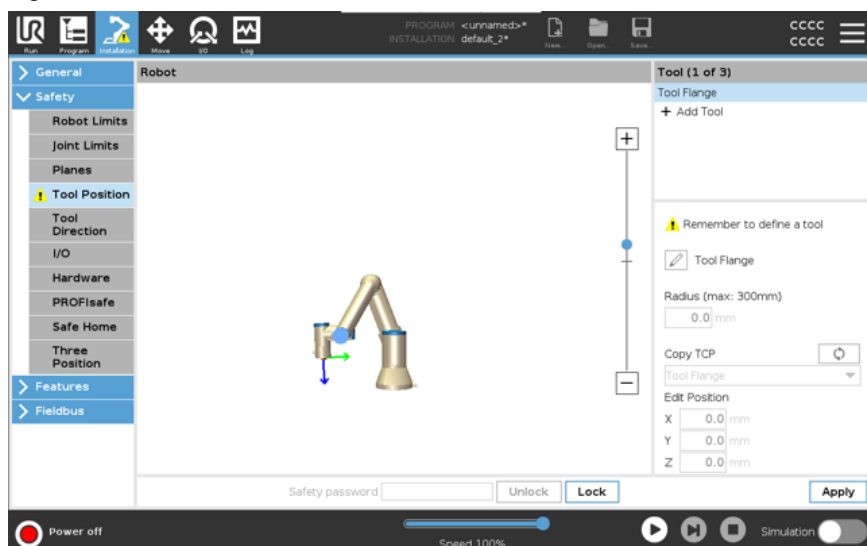 PROGRAM <unnamed>*
INSTALLATION default_2*
Run
Program
Installation
Move
I/O
Log
New...
Open...
Save...
CCCC
CCCC
General
Safety
Robot Limits
Joint Limits
Planes
Tool Position
Tool
Direction
I/O
Hardware
PROFIsafe
Safe Home
Three
Position
Features
Fieldbus
Robot
Tool (1 of 3)
Tool Flange
+ Add Tool
Remember to define a tool
Tool Flange
Radius (max: 300mm)
0.0 mm
Copy TCP
Tool Flange
Edit Position
X 0.0 mm
Y 0.0 mm
Z 0.0 mm
Safety password
Unlock
Lock
Apply
Power off
Speed 100%
Simulation